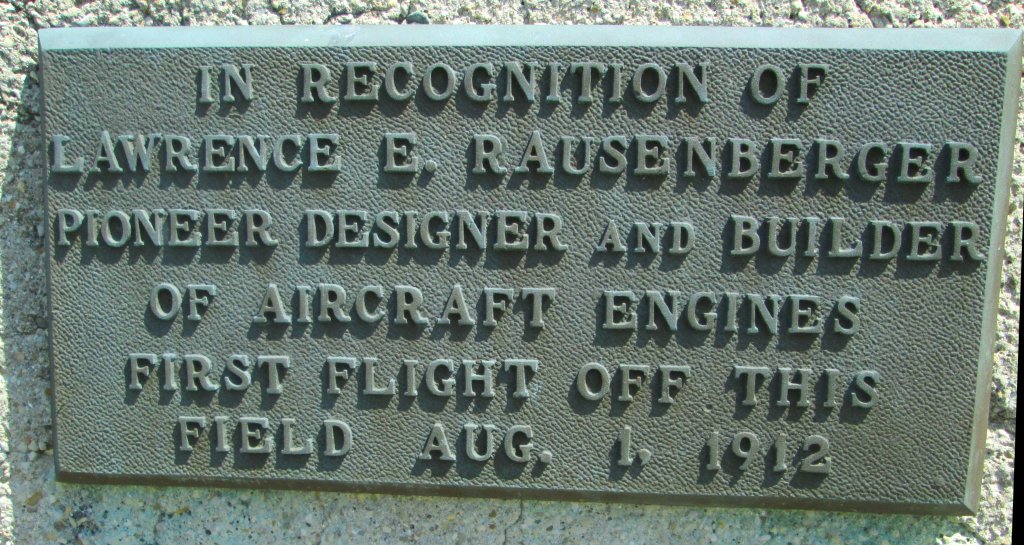 IN RECOGNITION OF
LAWRENCE E. RAUSENBERGER
PIONEER DESIGNER AND BUILDER
OF AIRCRAFT ENGINES
FIRST FLIGHT OFF THIS
FIELD AUG. 1, 1912